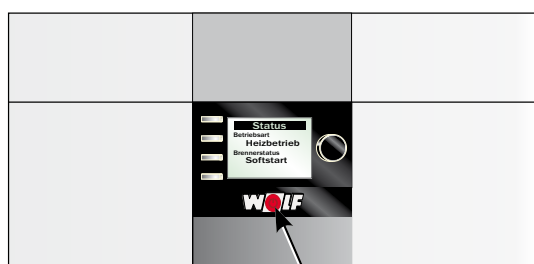 Status
Betriebsart
Heizbetrieb
Brennerstatus
Softstart
WOLF